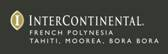 INTERCONTINENTAL.
FRENCH POLYNESIA
TAHITI, MOOREA, BORA BORA